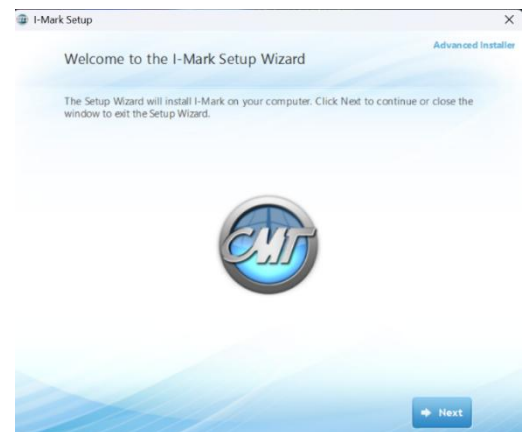 I-Mark Setup
Advanced Installer
Welcome to the I-Mark Setup Wizard
The Setup Wizard will install I-Mark on your computer. Click Next to continue or close the
window to exit the Setup Wizard.
CMT
Next